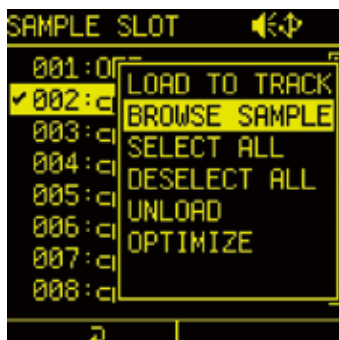 SAMPLE SLOT
001:OFF
002:
003:
004:
005:
006:
007:
008:
LOAD TO TRACK
BROWSE SAMPLE
SELECT ALL
DESELECT ALL
UNLOAD
OPTIMIZE